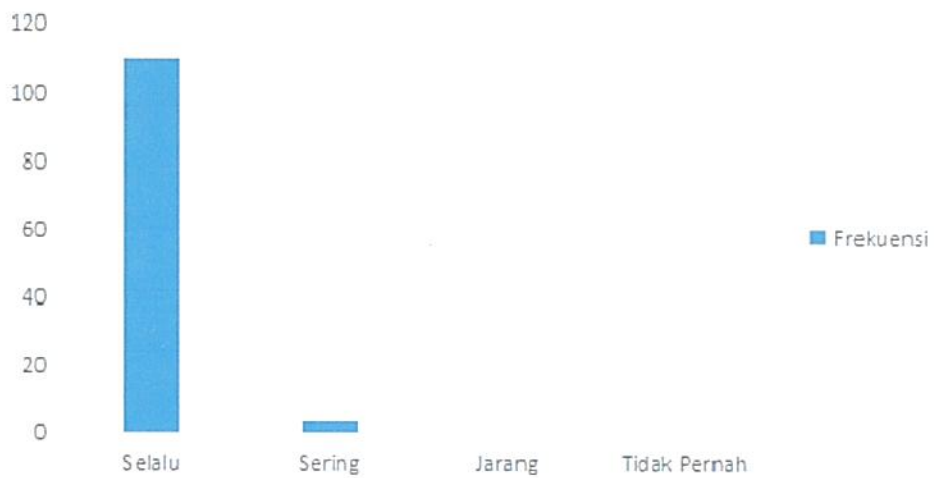 120
100
80
60
40
20
0
Selalu
Sering
Jarang
Tidak Pernah
Frekuensi